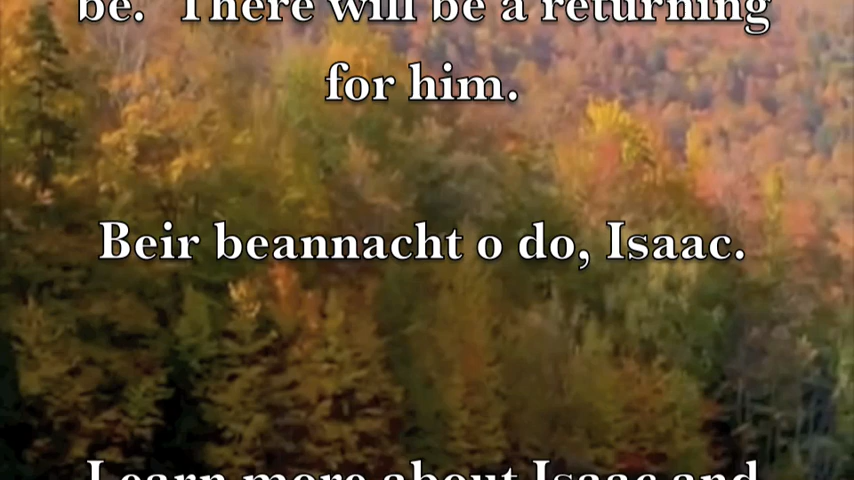 be. There will be a returning
for him.
Beir beannacht o do, Isaac.
Learn more about Isaac and